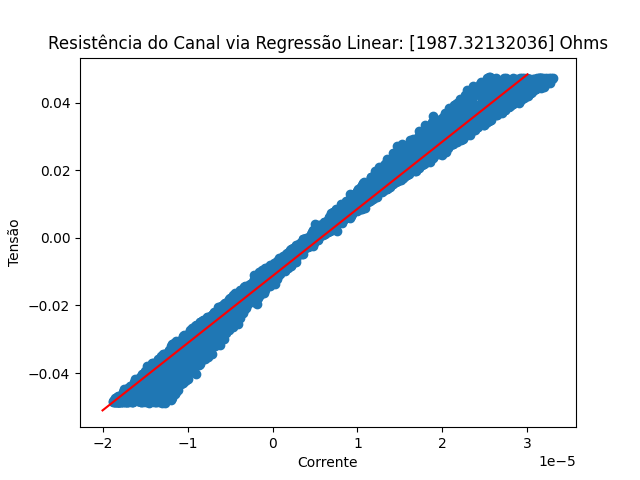 Resistência do Canal via Regressão Linear: [1987.32132036] Ohms
0.04
0.02
0.00
−0.02
−0.04
Tensão
−2
−1
0
1
2
3
1e−5
Corrente